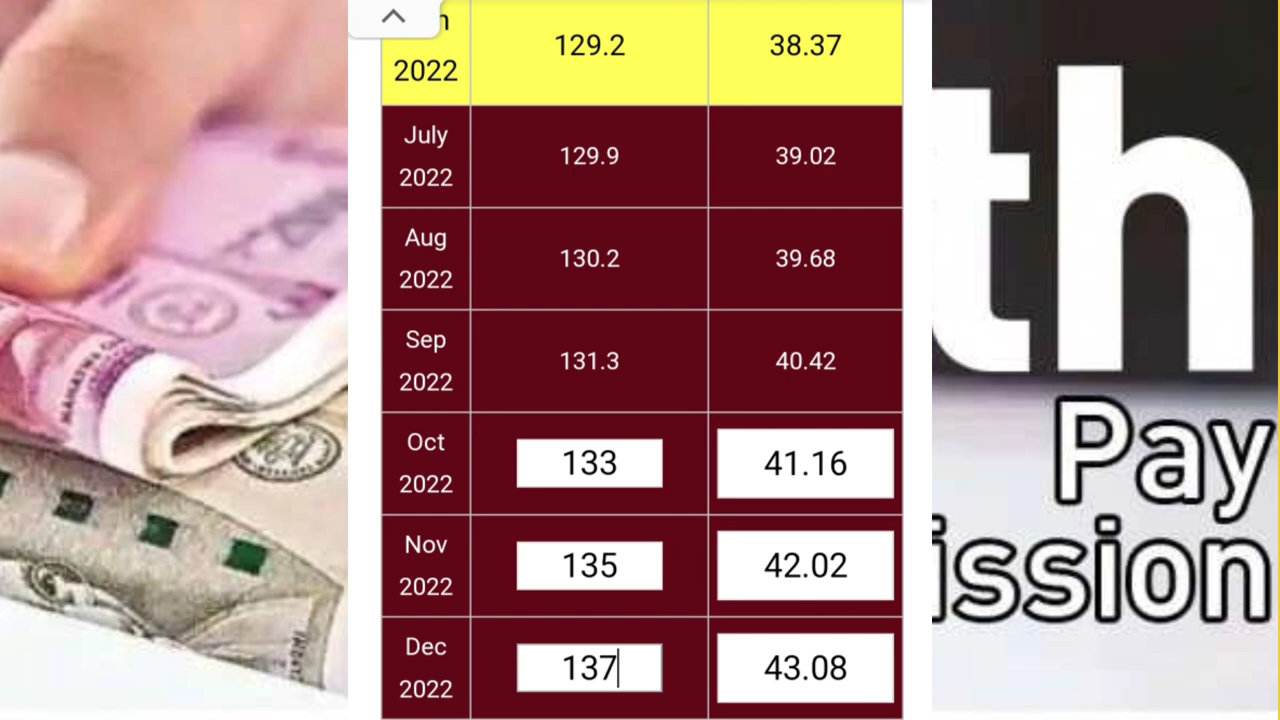 n
2022 129.2 38.37
July
2022 129.9 39.02
Aug
2022 130.2 39.68
Sep
2022 131.3 40.42
Oct
2022 133 41.16
Nov
2022 135 42.02
Dec
2022 137 43.08
th
Pay
ission